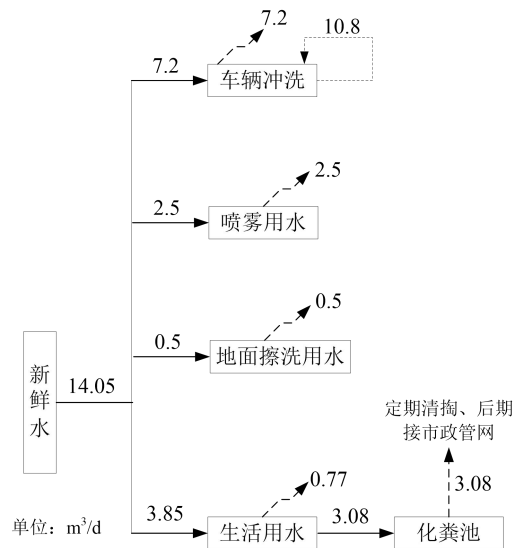 7.2
10.8
7.2
车辆冲洗
2.5
2.5
喷雾用水
0.5
0.5
地面擦洗用水
新鲜水
14.05
定期清掏、后期
接市政管网
0.77
3.08
单位：m³/d
3.85
生活用水
3.08
化粪池